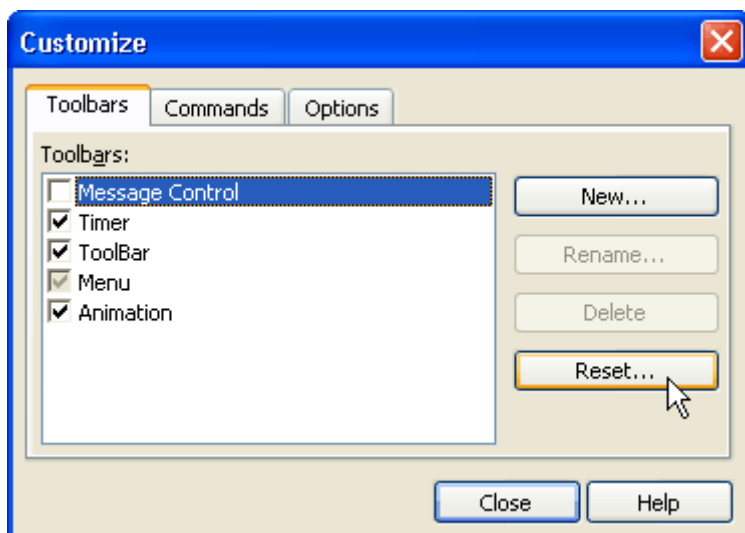 Customize
Toolbars Commands Options
Toolbars:
Message Control
Timer
ToolBar
Menu
Animation
New...
Rename...
Delete
Reset...
Close Help